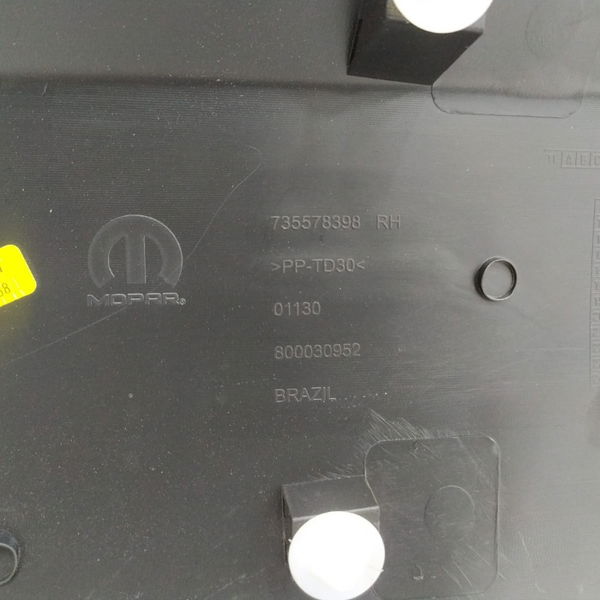 735578398 RH
>PP-TD30<
01130
800030952
BRAZIL
MOPAR®